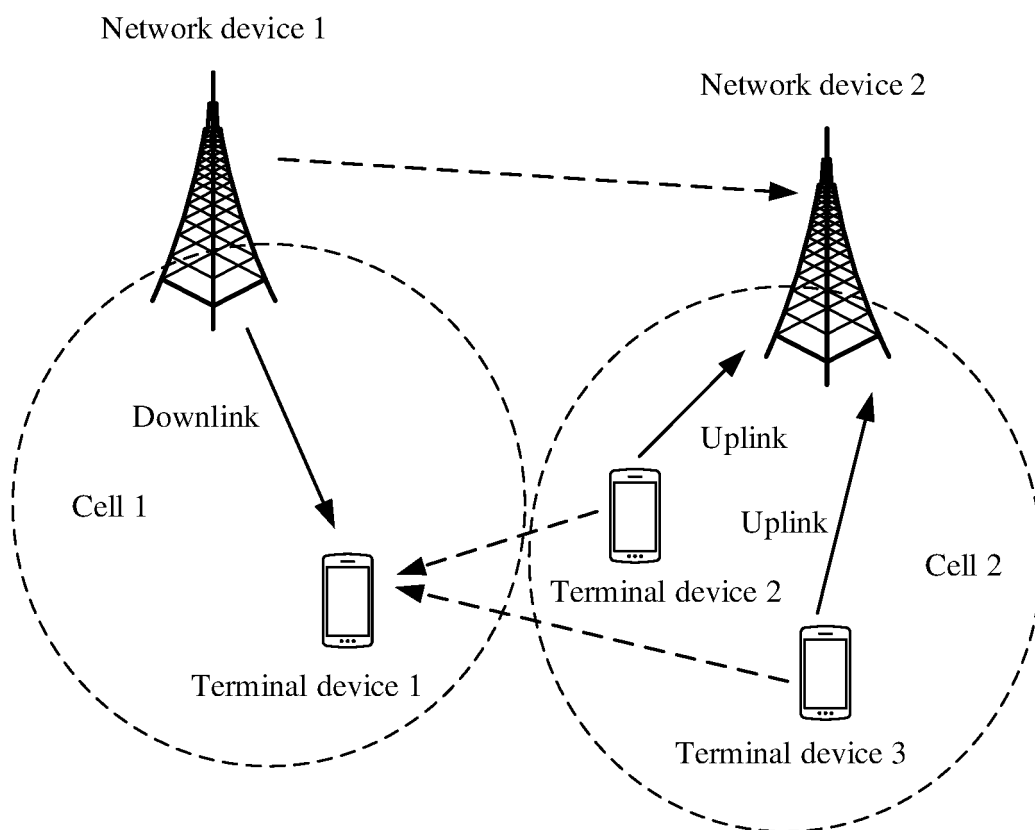 Network device 1
Network device 2
Downlink
Uplink
Cell 1
Uplink
Cell 2
Terminal device 2
Terminal device 1
Terminal device 3